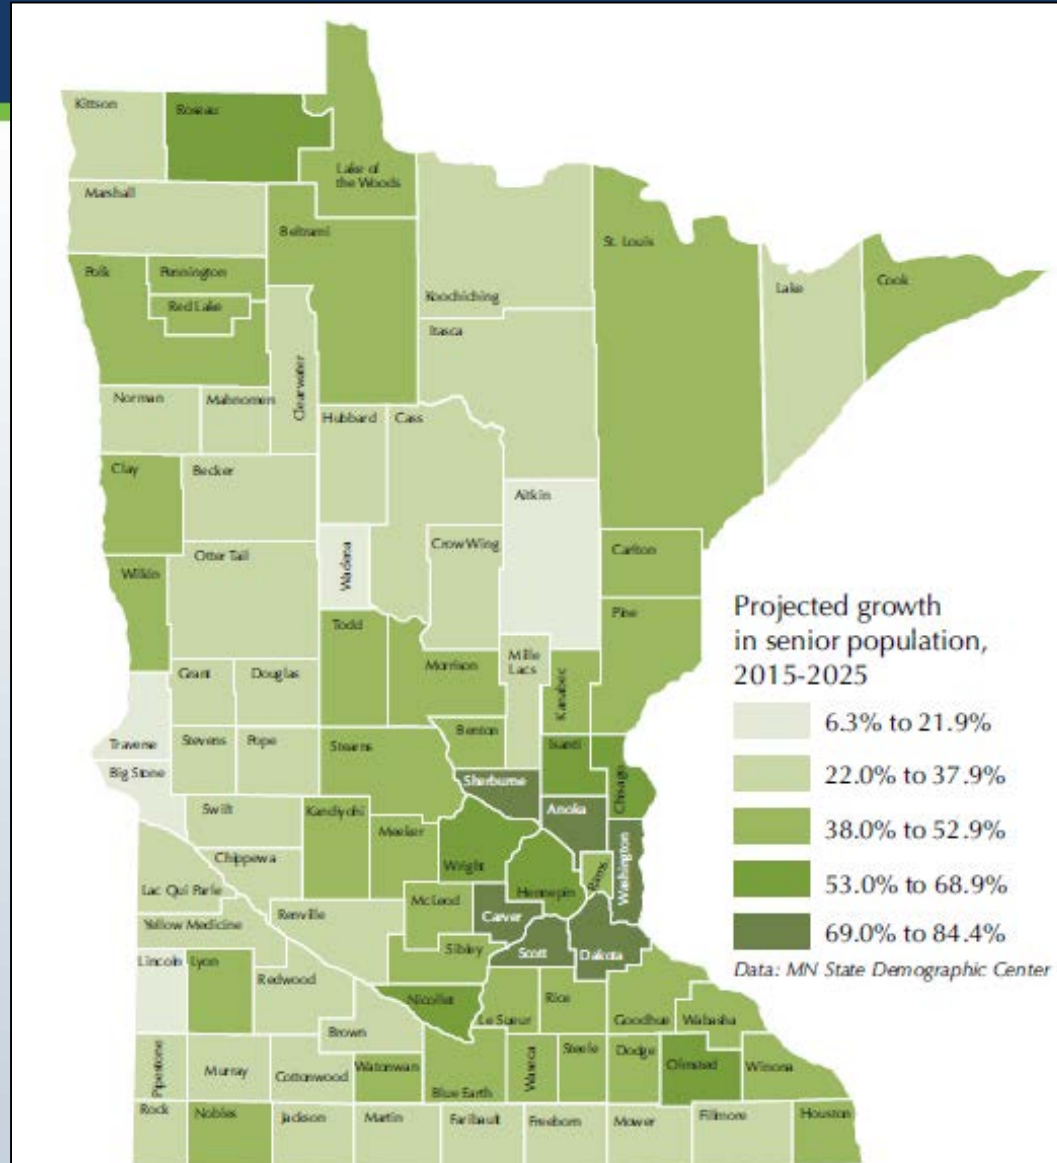 Kittson
Roseau
Lake of
the Woods
Marshall
Beltrami
St. Louis
Polk
Pennington
Koochiching
Lake
Cook
Red Lake
Itasca
Clearwater
Norman
Mahnomen
Hubbard
Cass
Clay
Becker
Aitkin
Otter Tail
Wadena
Crow Wing
Carlton
Wilkin
Todd
Pine
Morrison
Mille
Lacs
Kanabec
Grant
Douglas
Traverse
Stevens
Pope
Stearns
Benton
Isanti
Chisago
Big Stone
Sherburne
Swift
Kandiyohi
Anoka
Meeker
Washington
Chippewa
Wright
Rams
Lac Qui Parle
Hennepin
McLeod
Carver
Yellow Medicine
Renville
Scott
Dakota
Sibley
Lincoln
Lyon
Redwood
Nicollet
Le Sueur
Rice
Goodhue
Wabasha
Brown
Pipestone
Murray
Cottonwood
Watonwan
Blue Earth
Waseca
Steele
Dodge
Olmsted
Winona
Rock
Nobles
Jackson
Martin
Faribault
Freeborn
Mower
Fillmore
Houston
Projected growth
in senior population,
2015-2025
6.3% to 21.9%
22.0% to 37.9%
38.0% to 52.9%
53.0% to 68.9%
69.0% to 84.4%
Data: MN State Demographic Center